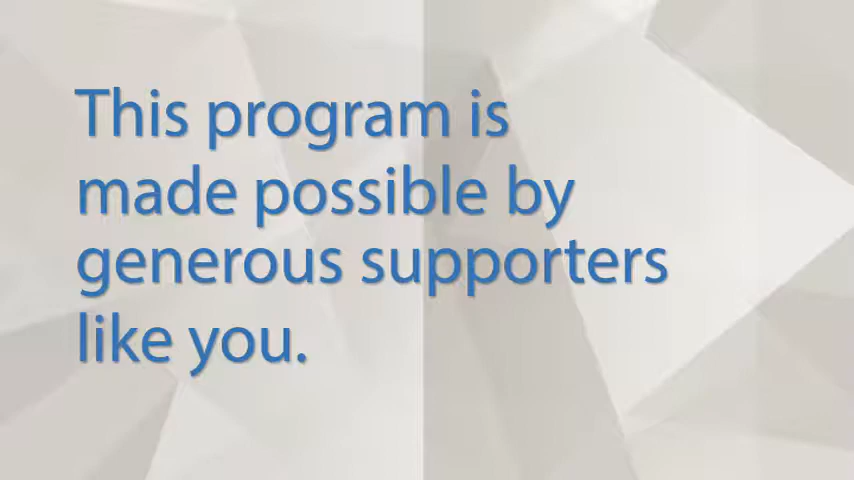 This program is
made possible by
generous supporters
like you.